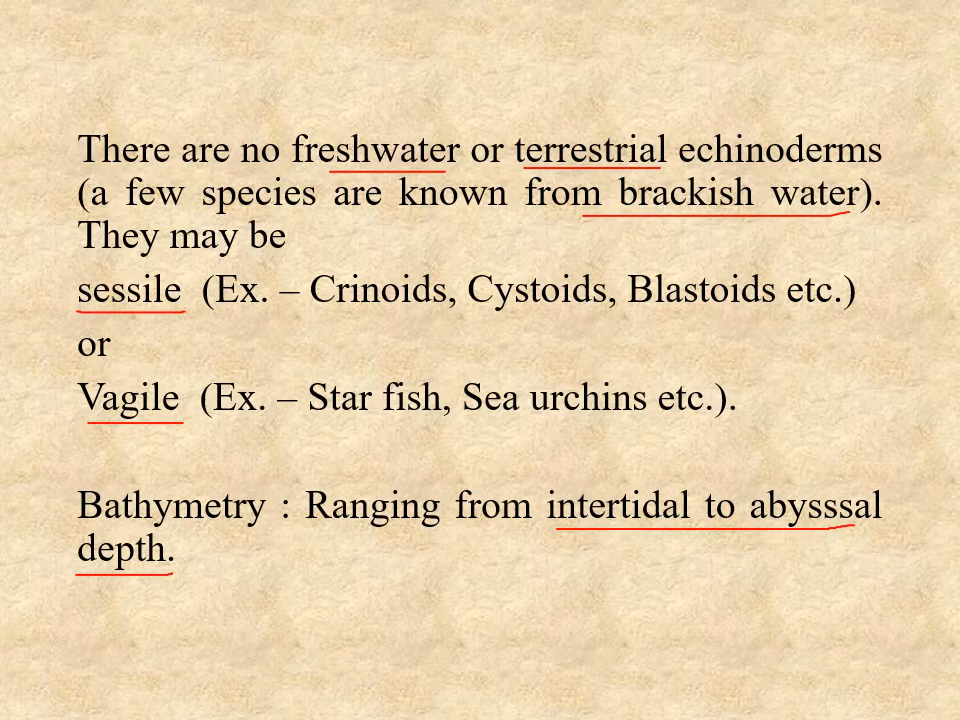 There are no freshwater or terrestrial echinoderms
(a few species are known from brackish water).
They may be
sessile (Ex. – Crinoids, Cystoids, Blastoids etc.)
or
Vagile (Ex. – Star fish, Sea urchins etc.).
Bathymetry : Ranging from intertidal to abysssal
depth.